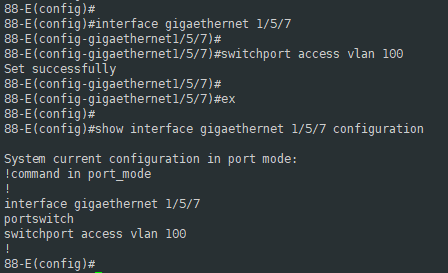 88-E(config)#
88-E(config)#interface gigaethernet 1/5/7
88-E(config-gigaethernet1/5/7)#
88-E(config-gigaethernet1/5/7)#switchport access vlan 100
Set successfully
88-E(config-gigaethernet1/5/7)#
88-E(config-gigaethernet1/5/7)#ex
88-E(config)#
88-E(config)#show interface gigaethernet 1/5/7 configuration
System current configuration in port mode:
!command in port_mode
!
interface gigaethernet 1/5/7
portswitch
switchport access vlan 100
!
88-E(config)#